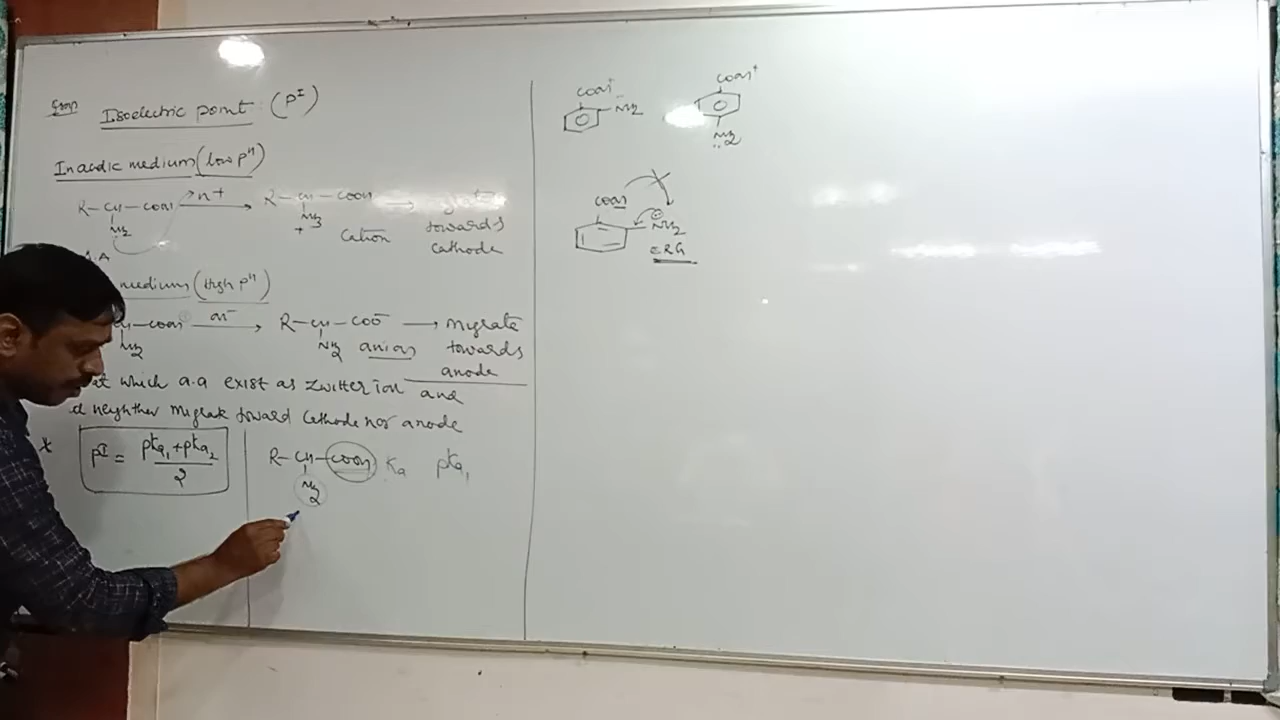 Isoelectric point: (pI)
In acidic medium (low pH)
R-CH-COOH H+ R-CH-COOH
NH2 NH3
+ Cation towards
cathode
medium (High pH)
CH-COOH OH- R-CH-COO- → Migrate
NH2 NH2 anion towards
anode
at which a.a exist as zwitter ion and
neighther migrate toward Cathode nor anode
pI = pKa1 + pKa2 / 2
R-CH-COOH Ka pKa1
NH2
COOH+
NH2
COOH+
NH2
COOH
NH2
ERG